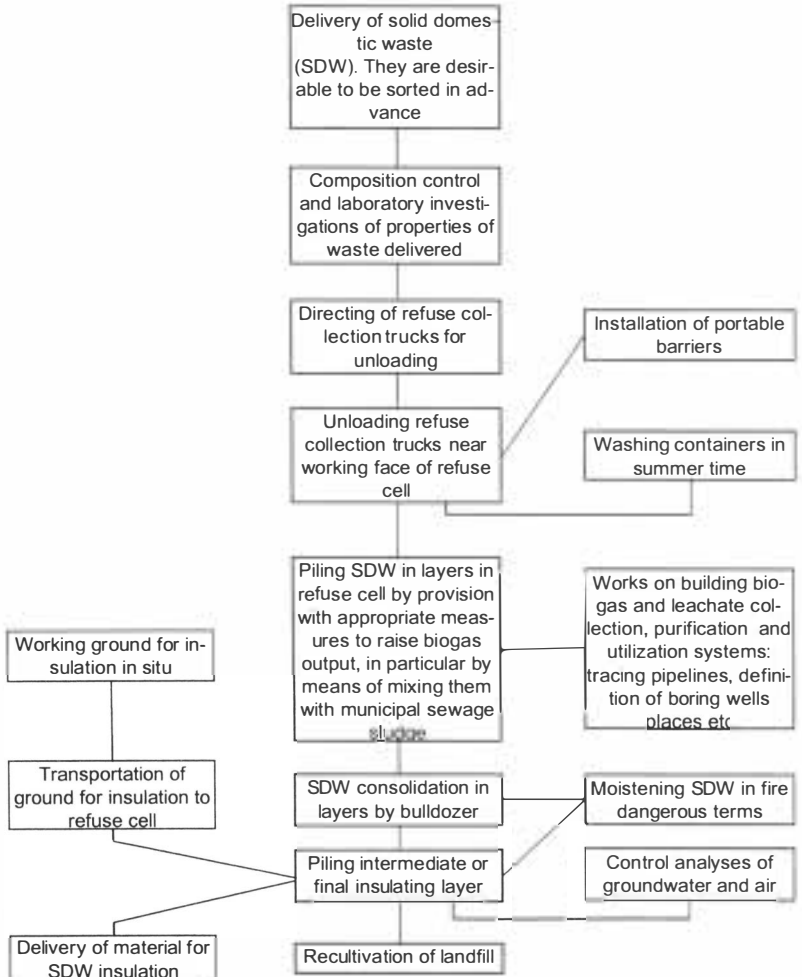 Delivery of solid domes-
tic waste
(SDW). They are desir-
able to be sorted in ad-
vance
Composition control
and laboratory investi-
gations of properties of
waste delivered
Directing of refuse col-
lection trucks for
unloading
Installation of portable
barriers
Unloading refuse
collection trucks near
working face of refuse
cell
Washing containers in
summer time
Piling SDW in layers in
refuse cell by provision
with appropriate meas-
ures to raise biogas
output, in particular by
means of mixing them
with municipal sewage
sludge
Works on building bio-
gas and leachate col-
lection, purification and
utilization systems:
tracing pipelines, defini-
tion of boring wells
places etc
Working ground for in-
sulation in situ
Transportation of
ground for insulation to
refuse cell
SDW consolidation in
layers by bulldozer
Moistening SDW in fire
dangerous terms
Piling intermediate or
final insulating layer
Control analyses of
groundwater and air
Delivery of material for
SDW insulation
Recultivation of landfill